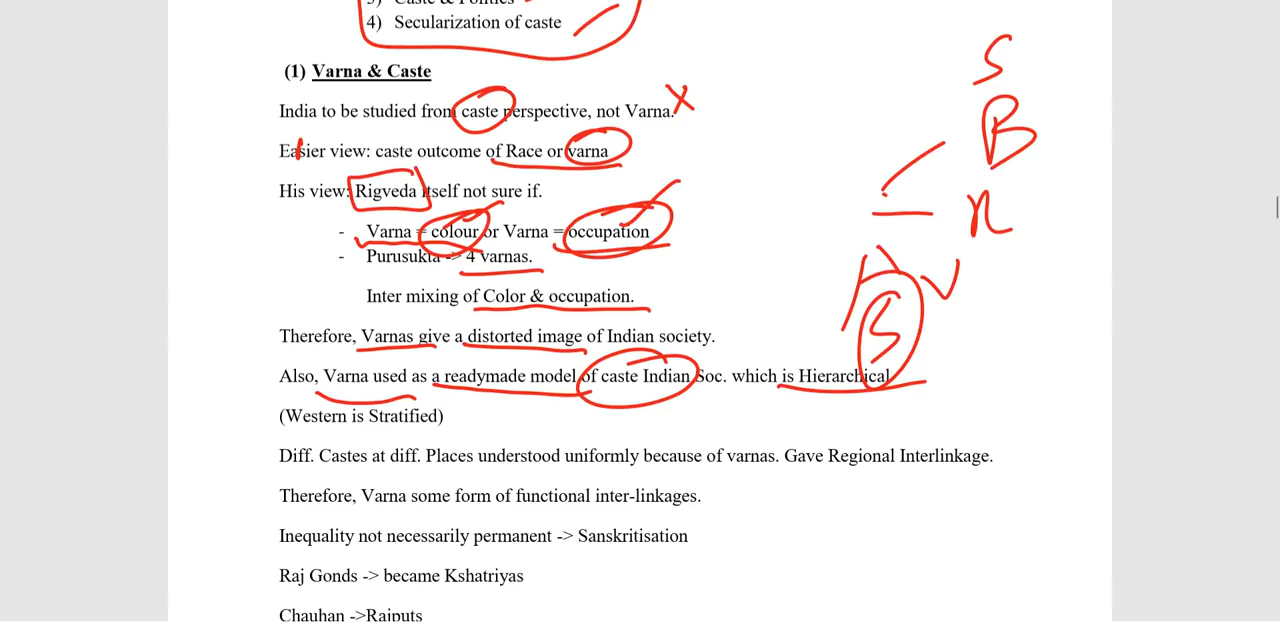 3) Caste & Politics
4) Secularization of caste
(1) Varna & Caste
India to be studied from caste perspective, not Varna. X
Easier view: caste outcome of Race or varna
His view: Rigveda itself not sure if.
- Varna = colour or Varna = occupation
- Purusukta -> 4 varnas.
Inter mixing of Color & occupation.
Therefore, Varnas give a distorted image of Indian society.
Also, Varna used as a readymade model of caste Indian Soc. which is Hierarchical
(Western is Stratified)
Diff. Castes at diff. Places understood uniformly because of varnas. Gave Regional Interlinkage.
Therefore, Varna some form of functional inter-linkages.
Inequality not necessarily permanent -> Sanskritisation
Raj Gonds -> became Kshatriyas
Chauhan ->Rajputs
S
B
V
S